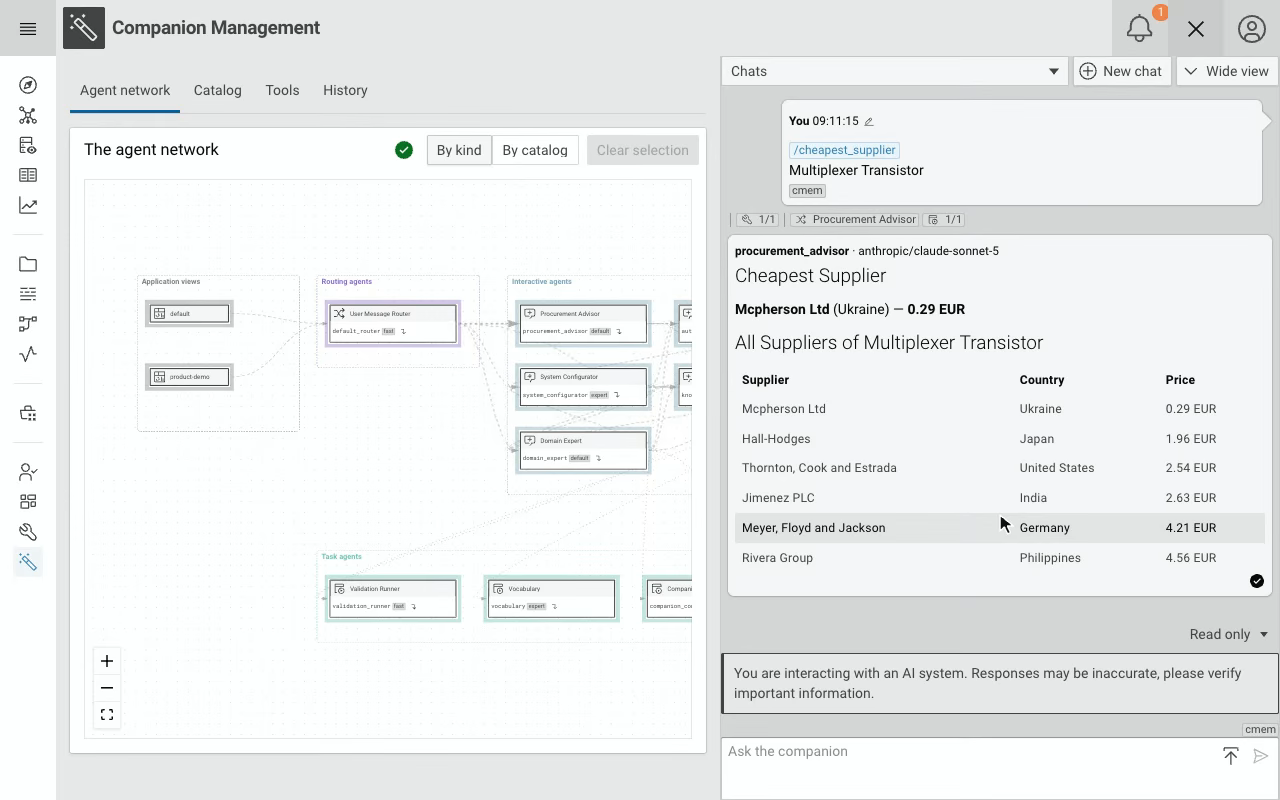 Companion Management
1
Agent network
Catalog
Tools
History
The agent network
By kind
By catalog
Clear selection
Application views
default
product-demo
Routing agents
User Message Router
default_router fast
Interactive agents
Procurement Advisor
procurement_advisor default
aut
System Configurator
system_configurator expert
kno
Domain Expert
domain_expert default
Task agents
Validation Runner
validation_runner fast
Vocabulary
vocabulary expert
Compani
companion_co
Chats
New chat
Wide view
You 09:11:15
/cheapest_supplier
Multiplexer Transistor
cmem
1/1 Procurement Advisor 1/1
procurement_advisor · anthropic/claude-sonnet-5
Cheapest Supplier
Mcpherson Ltd (Ukraine) — 0.29 EUR
All Suppliers of Multiplexer Transistor
Supplier Country Price
Mcpherson Ltd Ukraine 0.29 EUR
Hall-Hodges Japan 1.96 EUR
Thornton, Cook and Estrada United States 2.54 EUR
Jimenez PLC India 2.63 EUR
Meyer, Floyd and Jackson Germany 4.21 EUR
Rivera Group Philippines 4.56 EUR
Read only
You are interacting with an AI system. Responses may be inaccurate, please verify
important information.
cmem
Ask the companion